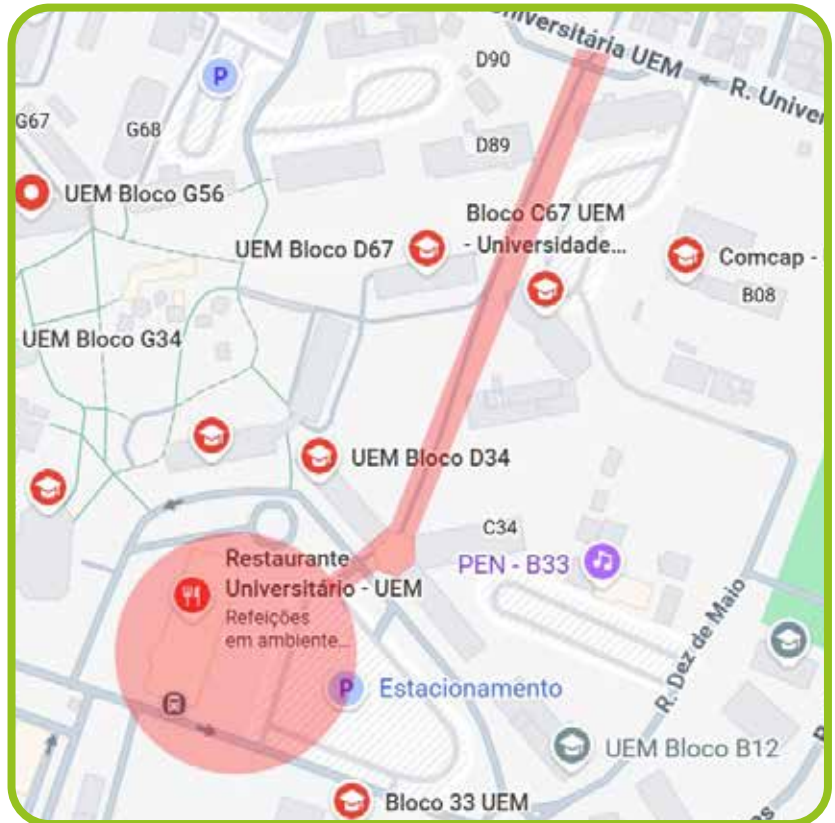 Universitária UEM
R. Univer
D90
P
G67
G68
D89
UEM Bloco G56
Bloco C67 UEM
- Universidade...
UEM Bloco D67
Comcap -
B08
UEM Bloco G34
UEM Bloco D34
C34
PEN - B33
Restaurante
Universitário - UEM
Refeições
em ambiente...
P
Estacionamento
R. Dez de Maio
UEM Bloco B12
Bloco 33 UEM